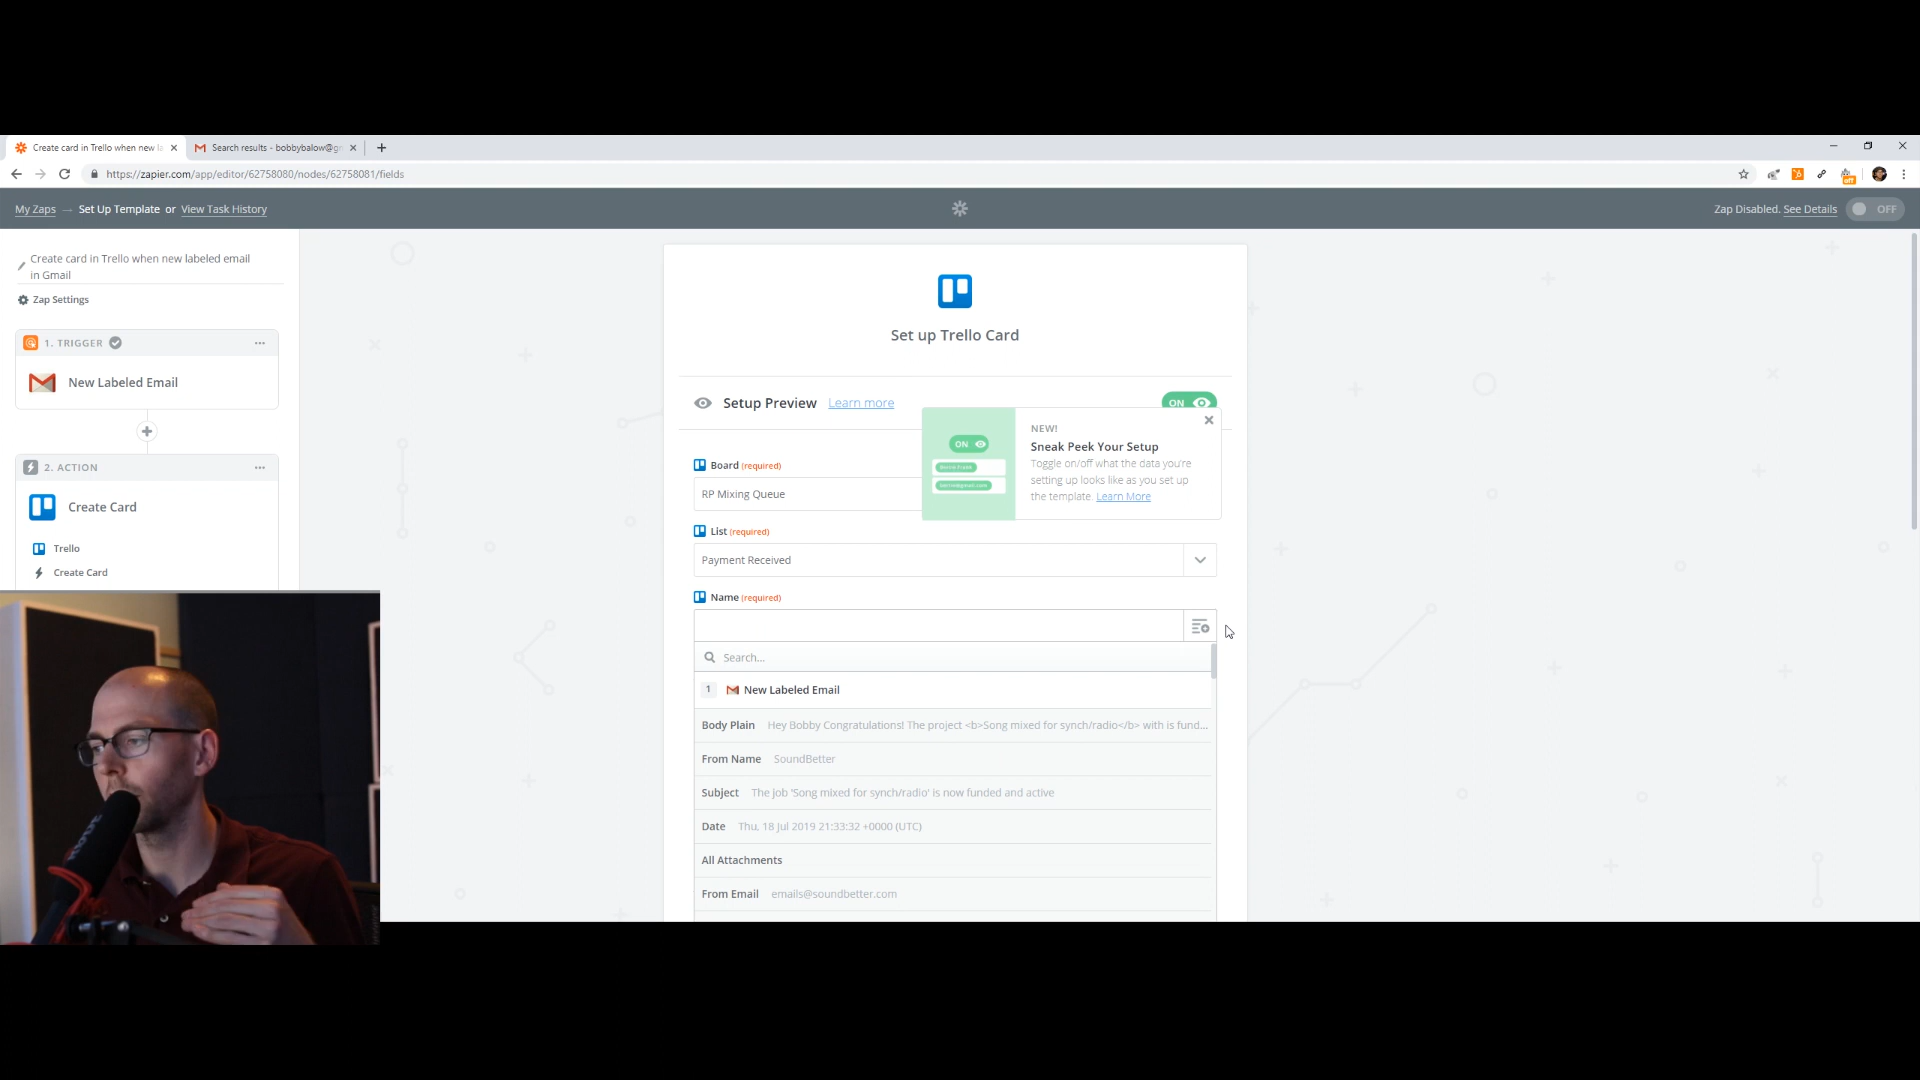 Create card in Trello when new la
Search results - bobbybalow@gr
https://zapier.com/app/editor/62758080/nodes/62758081/fields
off
My Zaps — Set Up Template or View Task History
Zap Disabled. See Details OFF
Create card in Trello when new labeled email
in Gmail
Zap Settings
1. TRIGGER
New Labeled Email
2. ACTION
Create Card
Trello
Create Card
Set up Trello Card
Setup Preview Learn more
ON
ON
NEW!
Sneak Peek Your Setup
Toggle on/off what the data you're
setting up looks like as you set up
the template. Learn More
Board (required)
RP Mixing Queue
List (required)
Payment Received
Name (required)
Search...
1 New Labeled Email
Body Plain Hey Bobby Congratulations! The project <b>Song mixed for synch/radio</b> with is fund...
From Name SoundBetter
Subject The job 'Song mixed for synch/radio' is now funded and active
Date Thu, 18 Jul 2019 21:33:32 +0000 (UTC)
All Attachments
From Email emails@soundbetter.com